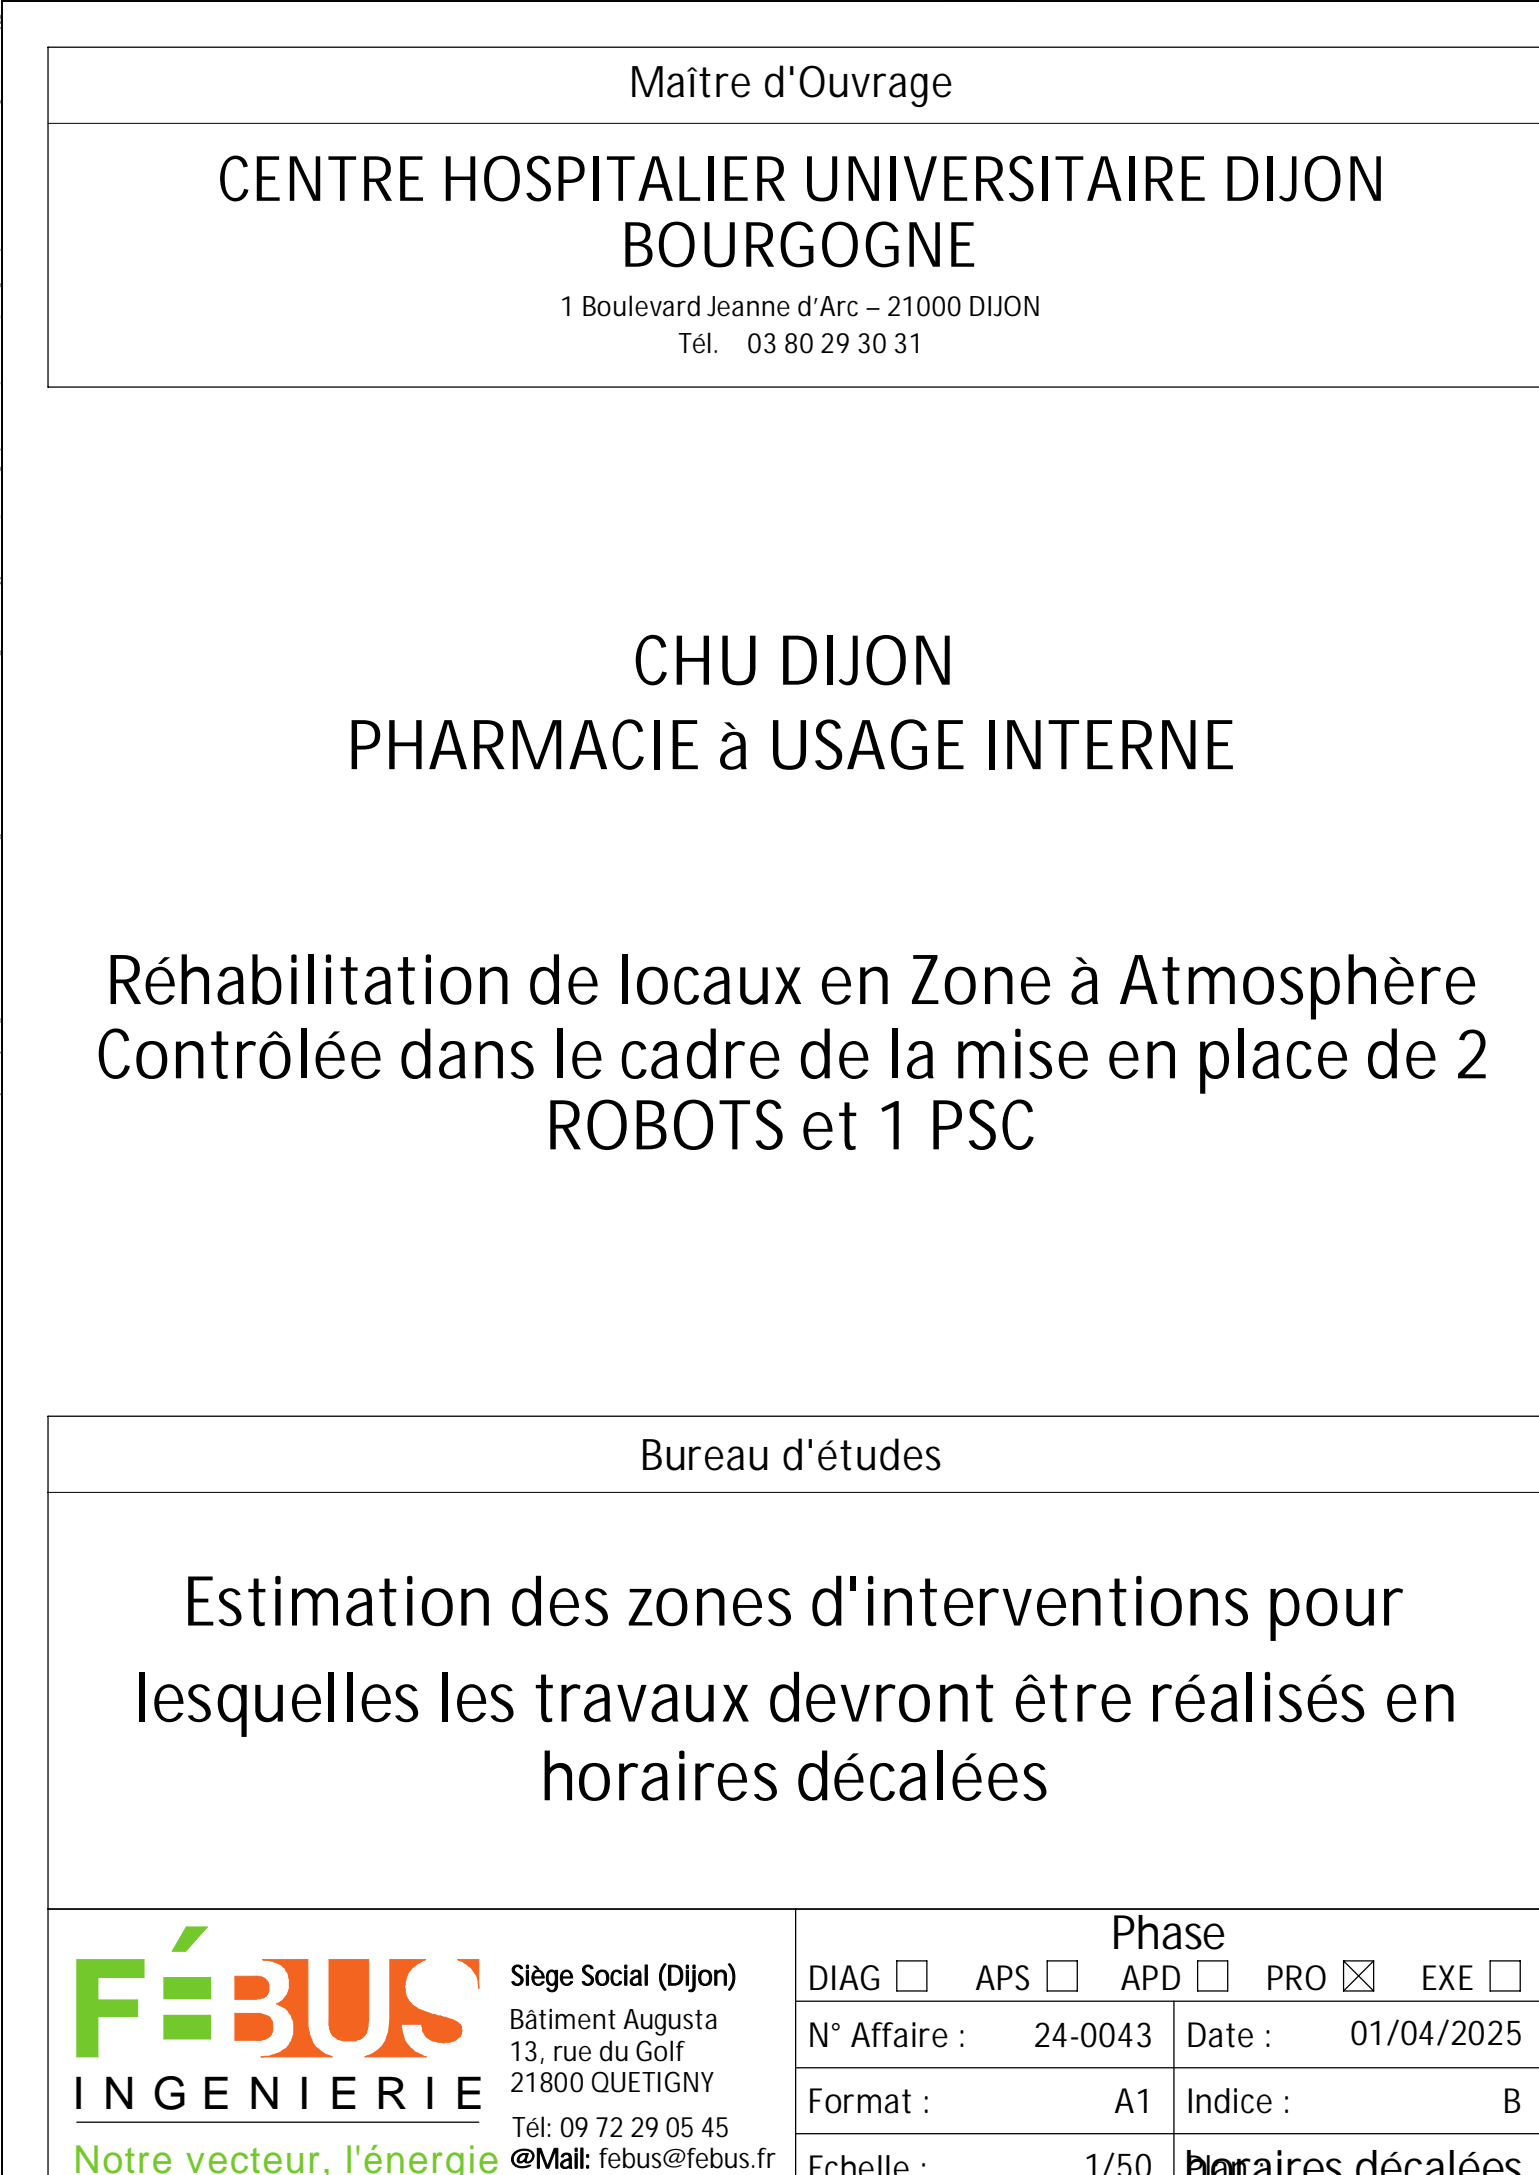 Maître d'Ouvrage
CENTRE HOSPITALIER UNIVERSITAIRE DIJON
BOURGOGNE
1 Boulevard Jeanne d'Arc – 21000 DIJON
Tél. 03 80 29 30 31
CHU DIJON
PHARMACIE à USAGE INTERNE
Réhabilitation de locaux en Zone à Atmosphère
Contrôlée dans le cadre de la mise en place de 2
ROBOTS et 1 PSC
Bureau d'études
Estimation des zones d'interventions pour
lesquelles les travaux devront être réalisés en
horaires décalées
FÉBUS
INGENIERIE
Notre vecteur, l'énergie
Siège Social (Dijon)
Bâtiment Augusta
13, rue du Golf
21800 QUETIGNY
Tél: 09 72 29 05 45
@Mail: febus@febus.fr
Phase
DIAG APS APD PRO EXE
N° Affaire : 24-0043 Date : 01/04/2025
Format : A1 Indice : B
Echelle : 1/50 horaires décalées